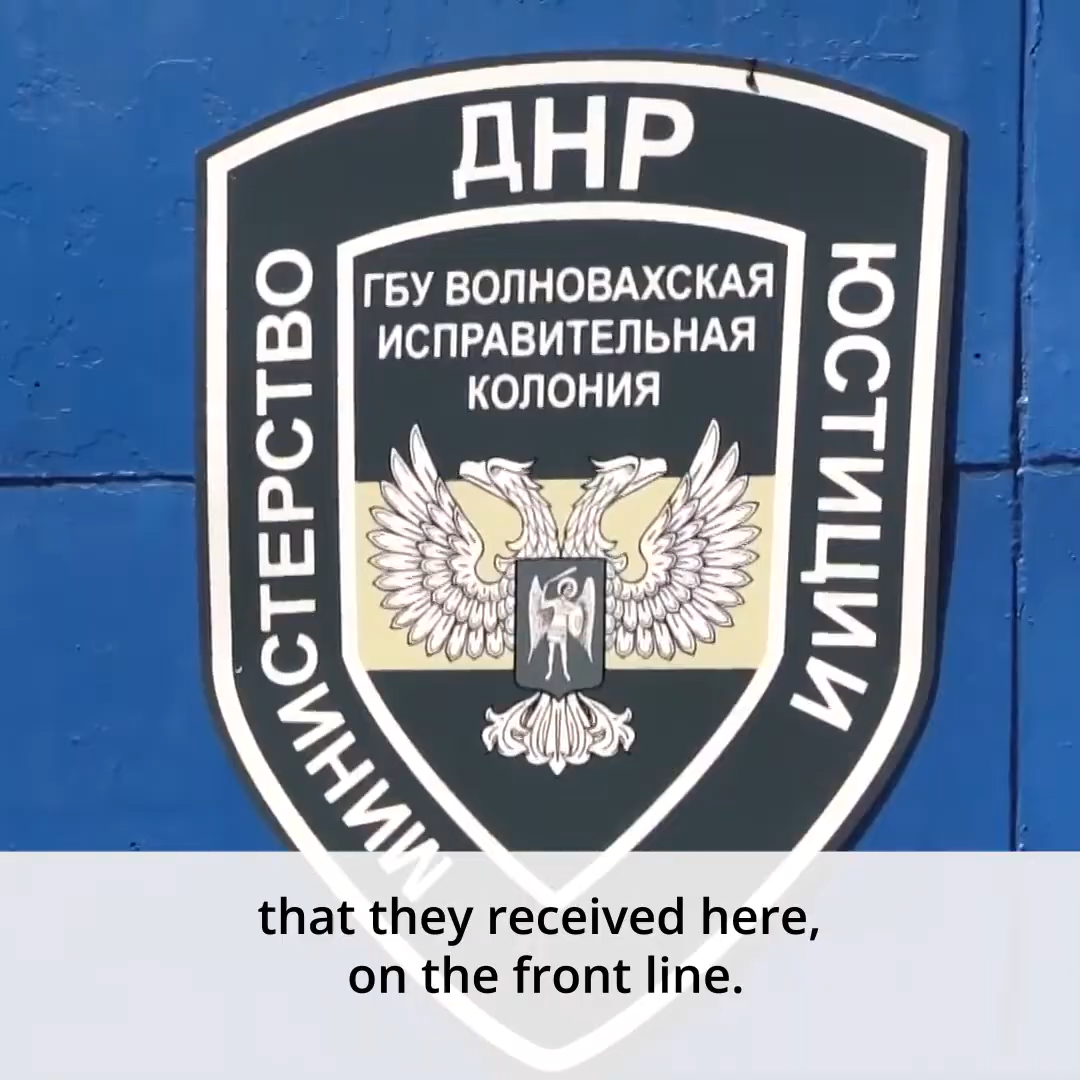 ДНР
МИНИСТЕРСТВО
ЮСТИЦИИ
ГБУ ВОЛНОВАХСКАЯ
ИСПРАВИТЕЛЬНАЯ
КОЛОНИЯ
that they received here,
on the front line.